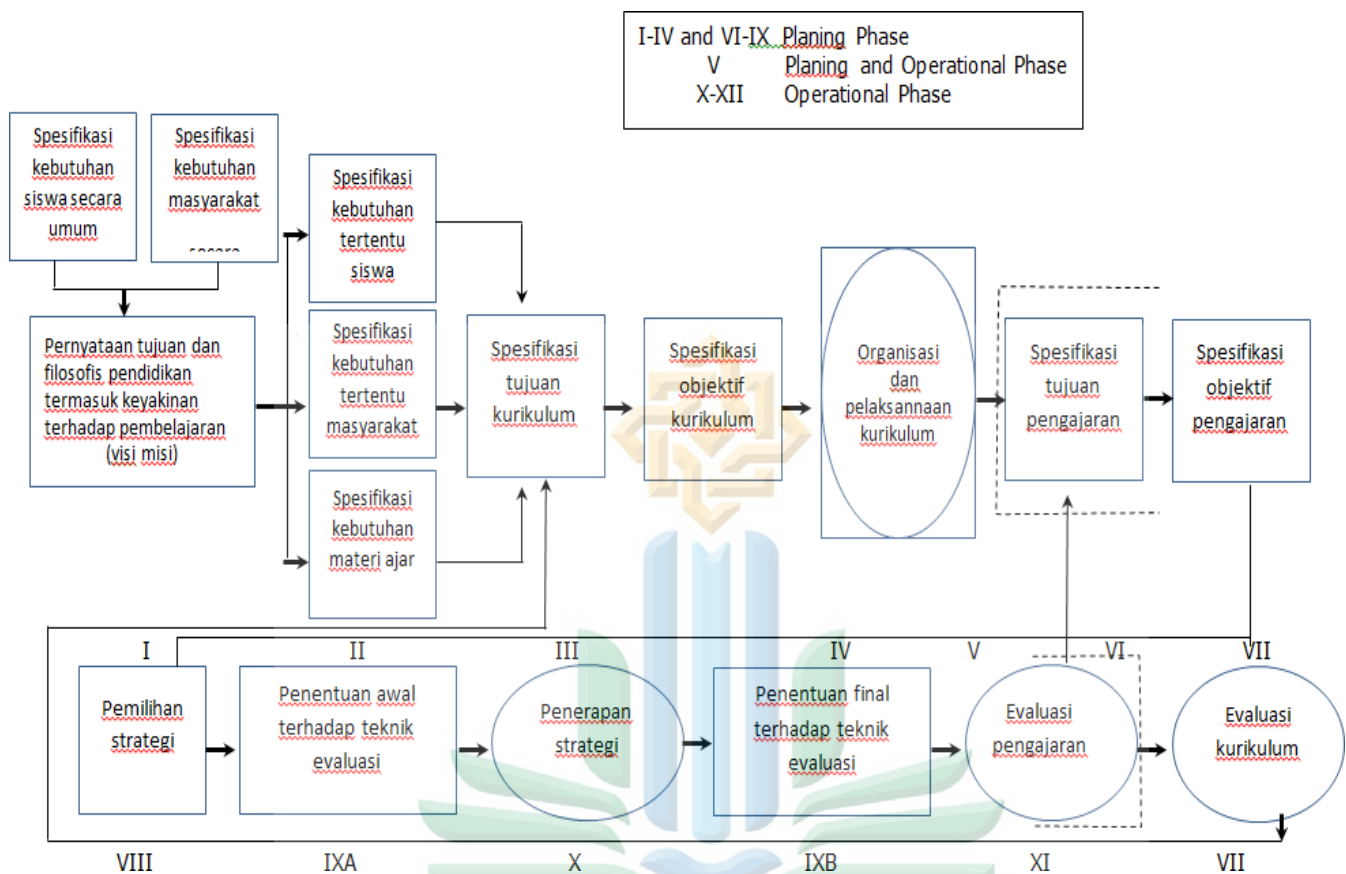 I-IV and VI-IX Planing Phase
V Planing and Operational Phase
X-XII Operational Phase
Spesifikasi
kebutuhan
siswa secara
umum
Spesifikasi
kebutuhan
masyarakat
Spesifikasi
kebutuhan
tertentu
siswa
Pernyataan tujuan dan
filosofis pendidikan
termasuk keyakinan
terhadap pembelajaran
(visi misi)
Spesifikasi
kebutuhan
tertentu
masyarakat
Spesifikasi
kebutuhan
materi ajar
Spesifikasi
tujuan
kurikulum
Spesifikasi
objektif
kurikulum
Organisasi
dan
pelaksannaan
kurikulum
Spesifikasi
tujuan
pengajaran
Spesifikasi
objektif
pengajaran
I II III IV V VI VII
Pemilihan
strategi
Penentuan awal
terhadap teknik
evaluasi
Penerapan
strategi
Penentuan final
terhadap teknik
evaluasi
Evaluasi
pengajaran
Evaluasi
kurikulum
VIII IXA X IXB XI VII